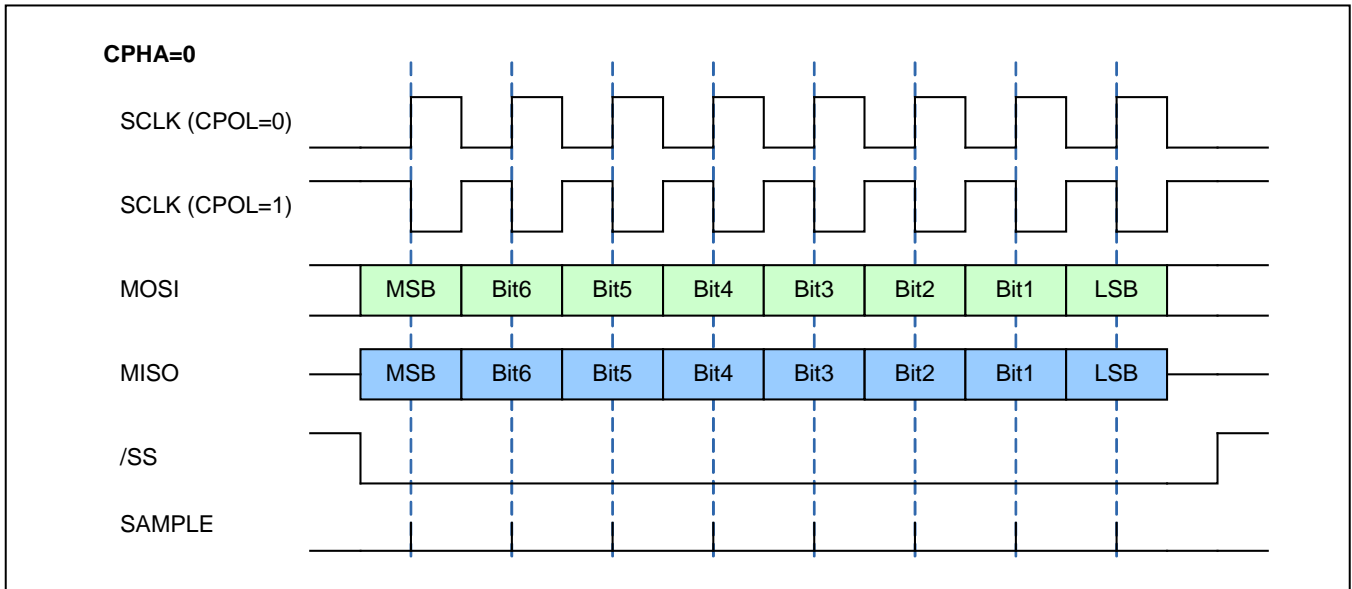 CPHA=0
SCLK (CPOL=0)
SCLK (CPOL=1)
MOSI MSB Bit6 Bit5 Bit4 Bit3 Bit2 Bit1 LSB
MISO MSB Bit6 Bit5 Bit4 Bit3 Bit2 Bit1 LSB
/SS
SAMPLE